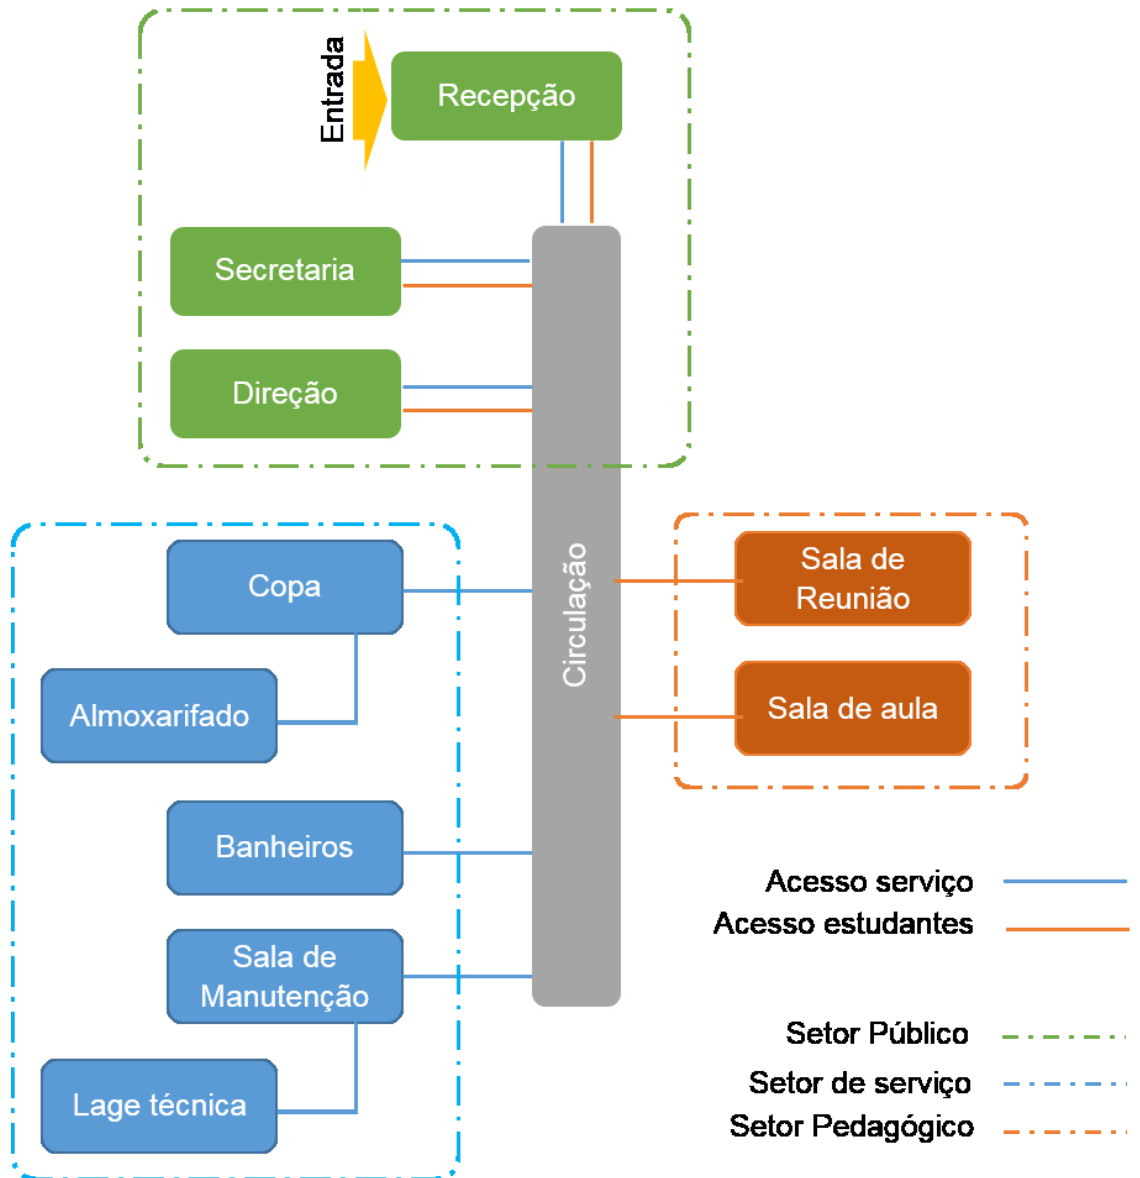 Entrada
Recepção
Secretaria
Direção
Circulação
Copa
Almoxarifado
Banheiros
Sala de
Manutenção
Lage técnica
Sala de
Reunião
Sala de aula
Acesso serviço
Acesso estudantes
Setor Público
Setor de serviço
Setor Pedagógico